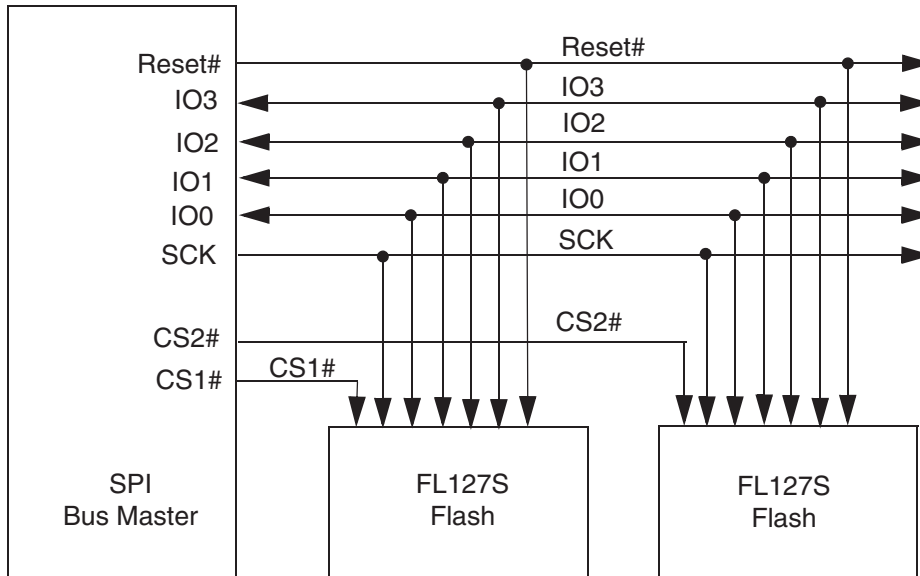 Reset#
Reset#
IO3
IO3
IO2
IO2
IO1
IO1
IO0
IO0
SCK
SCK
CS2#
CS2#
CS1#
CS1#
SPI
Bus Master
FL127S
Flash
FL127S
Flash